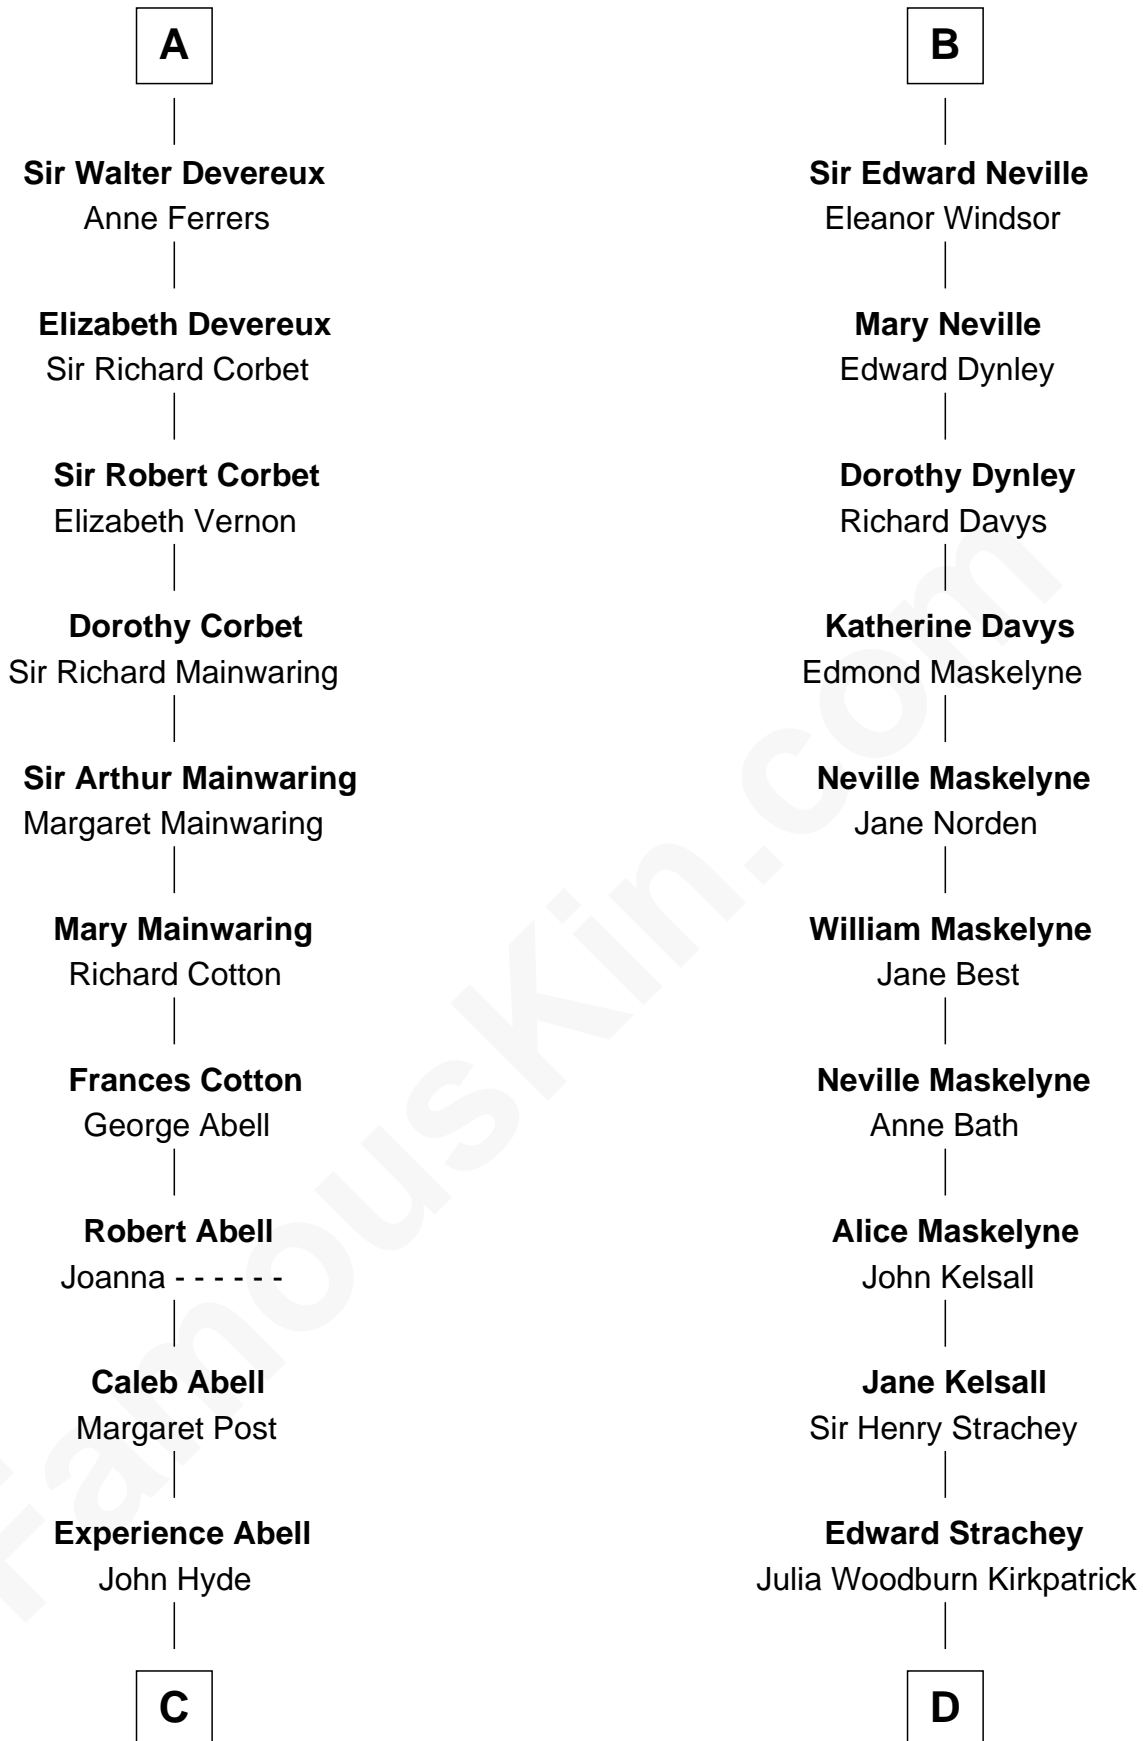 A
Sir Walter Devereux
Anne Ferrers
Elizabeth Devereux
Sir Richard Corbet
Sir Robert Corbet
Elizabeth Vernon
Dorothy Corbet
Sir Richard Mainwaring
Sir Arthur Mainwaring
Margaret Mainwaring
Mary Mainwaring
Richard Cotton
Frances Cotton
George Abell
Robert Abell
Joanna - - - - - -
Caleb Abell
Margaret Post
Experience Abell
John Hyde
C
B
Sir Edward Neville
Eleanor Windsor
Mary Neville
Edward Dynley
Dorothy Dynley
Richard Davys
Katherine Davys
Edmond Maskelyne
Neville Maskelyne
Jane Norden
William Maskelyne
Jane Best
Neville Maskelyne
Anne Bath
Alice Maskelyne
John Kelsall
Jane Kelsall
Sir Henry Strachey
Edward Strachey
Julia Woodburn Kirkpatrick
D
FamousKin.com